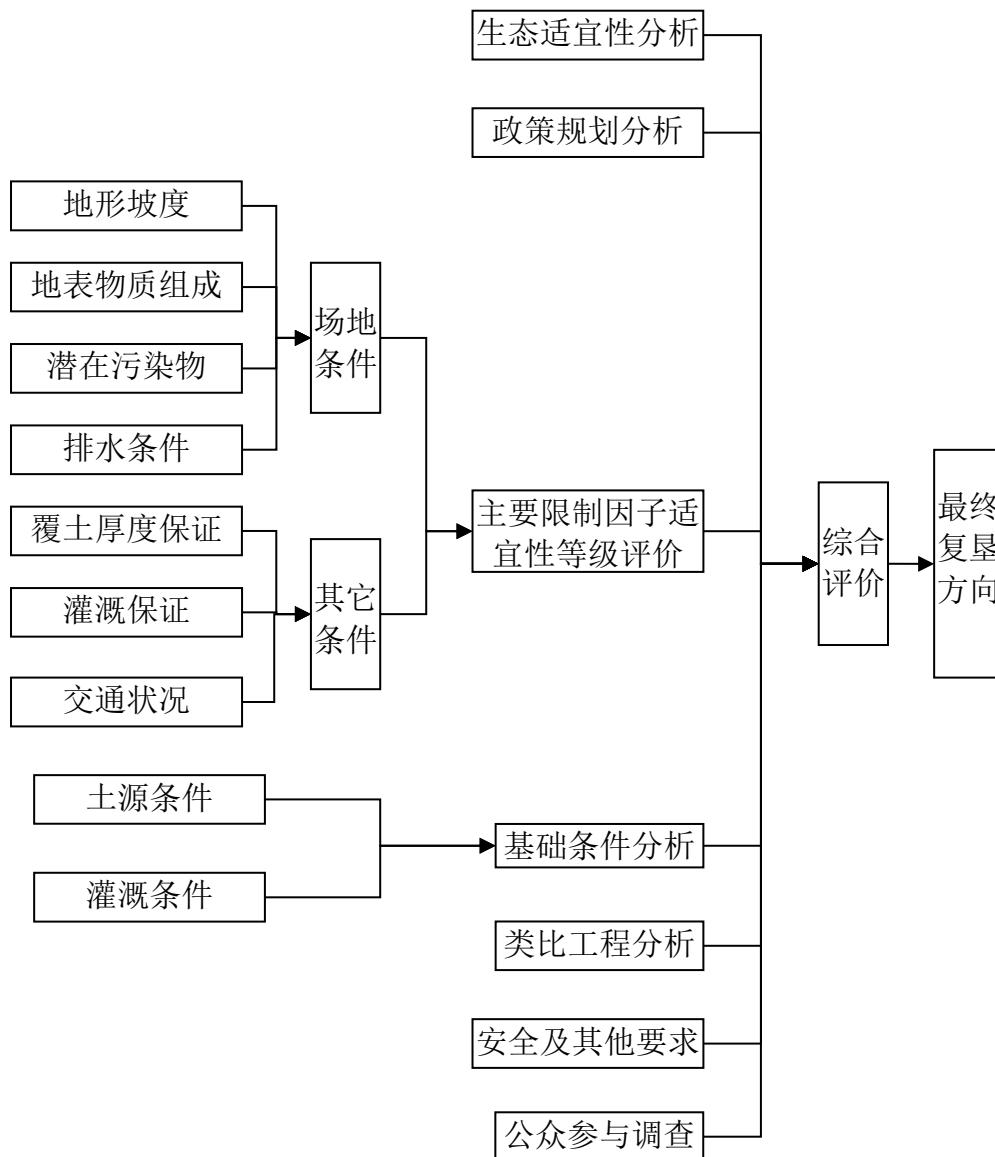 生态适宜性分析
政策规划分析
地形坡度
地表物质组成
潜在污染物
排水条件
场地
条件
覆土厚度保证
灌溉保证
交通状况
其它
条件
主要限制因子适
宜性等级评价
综合
评价
最终
复垦
方向
土源条件
灌溉条件
基础条件分析
类比工程分析
安全及其他要求
公众参与调查